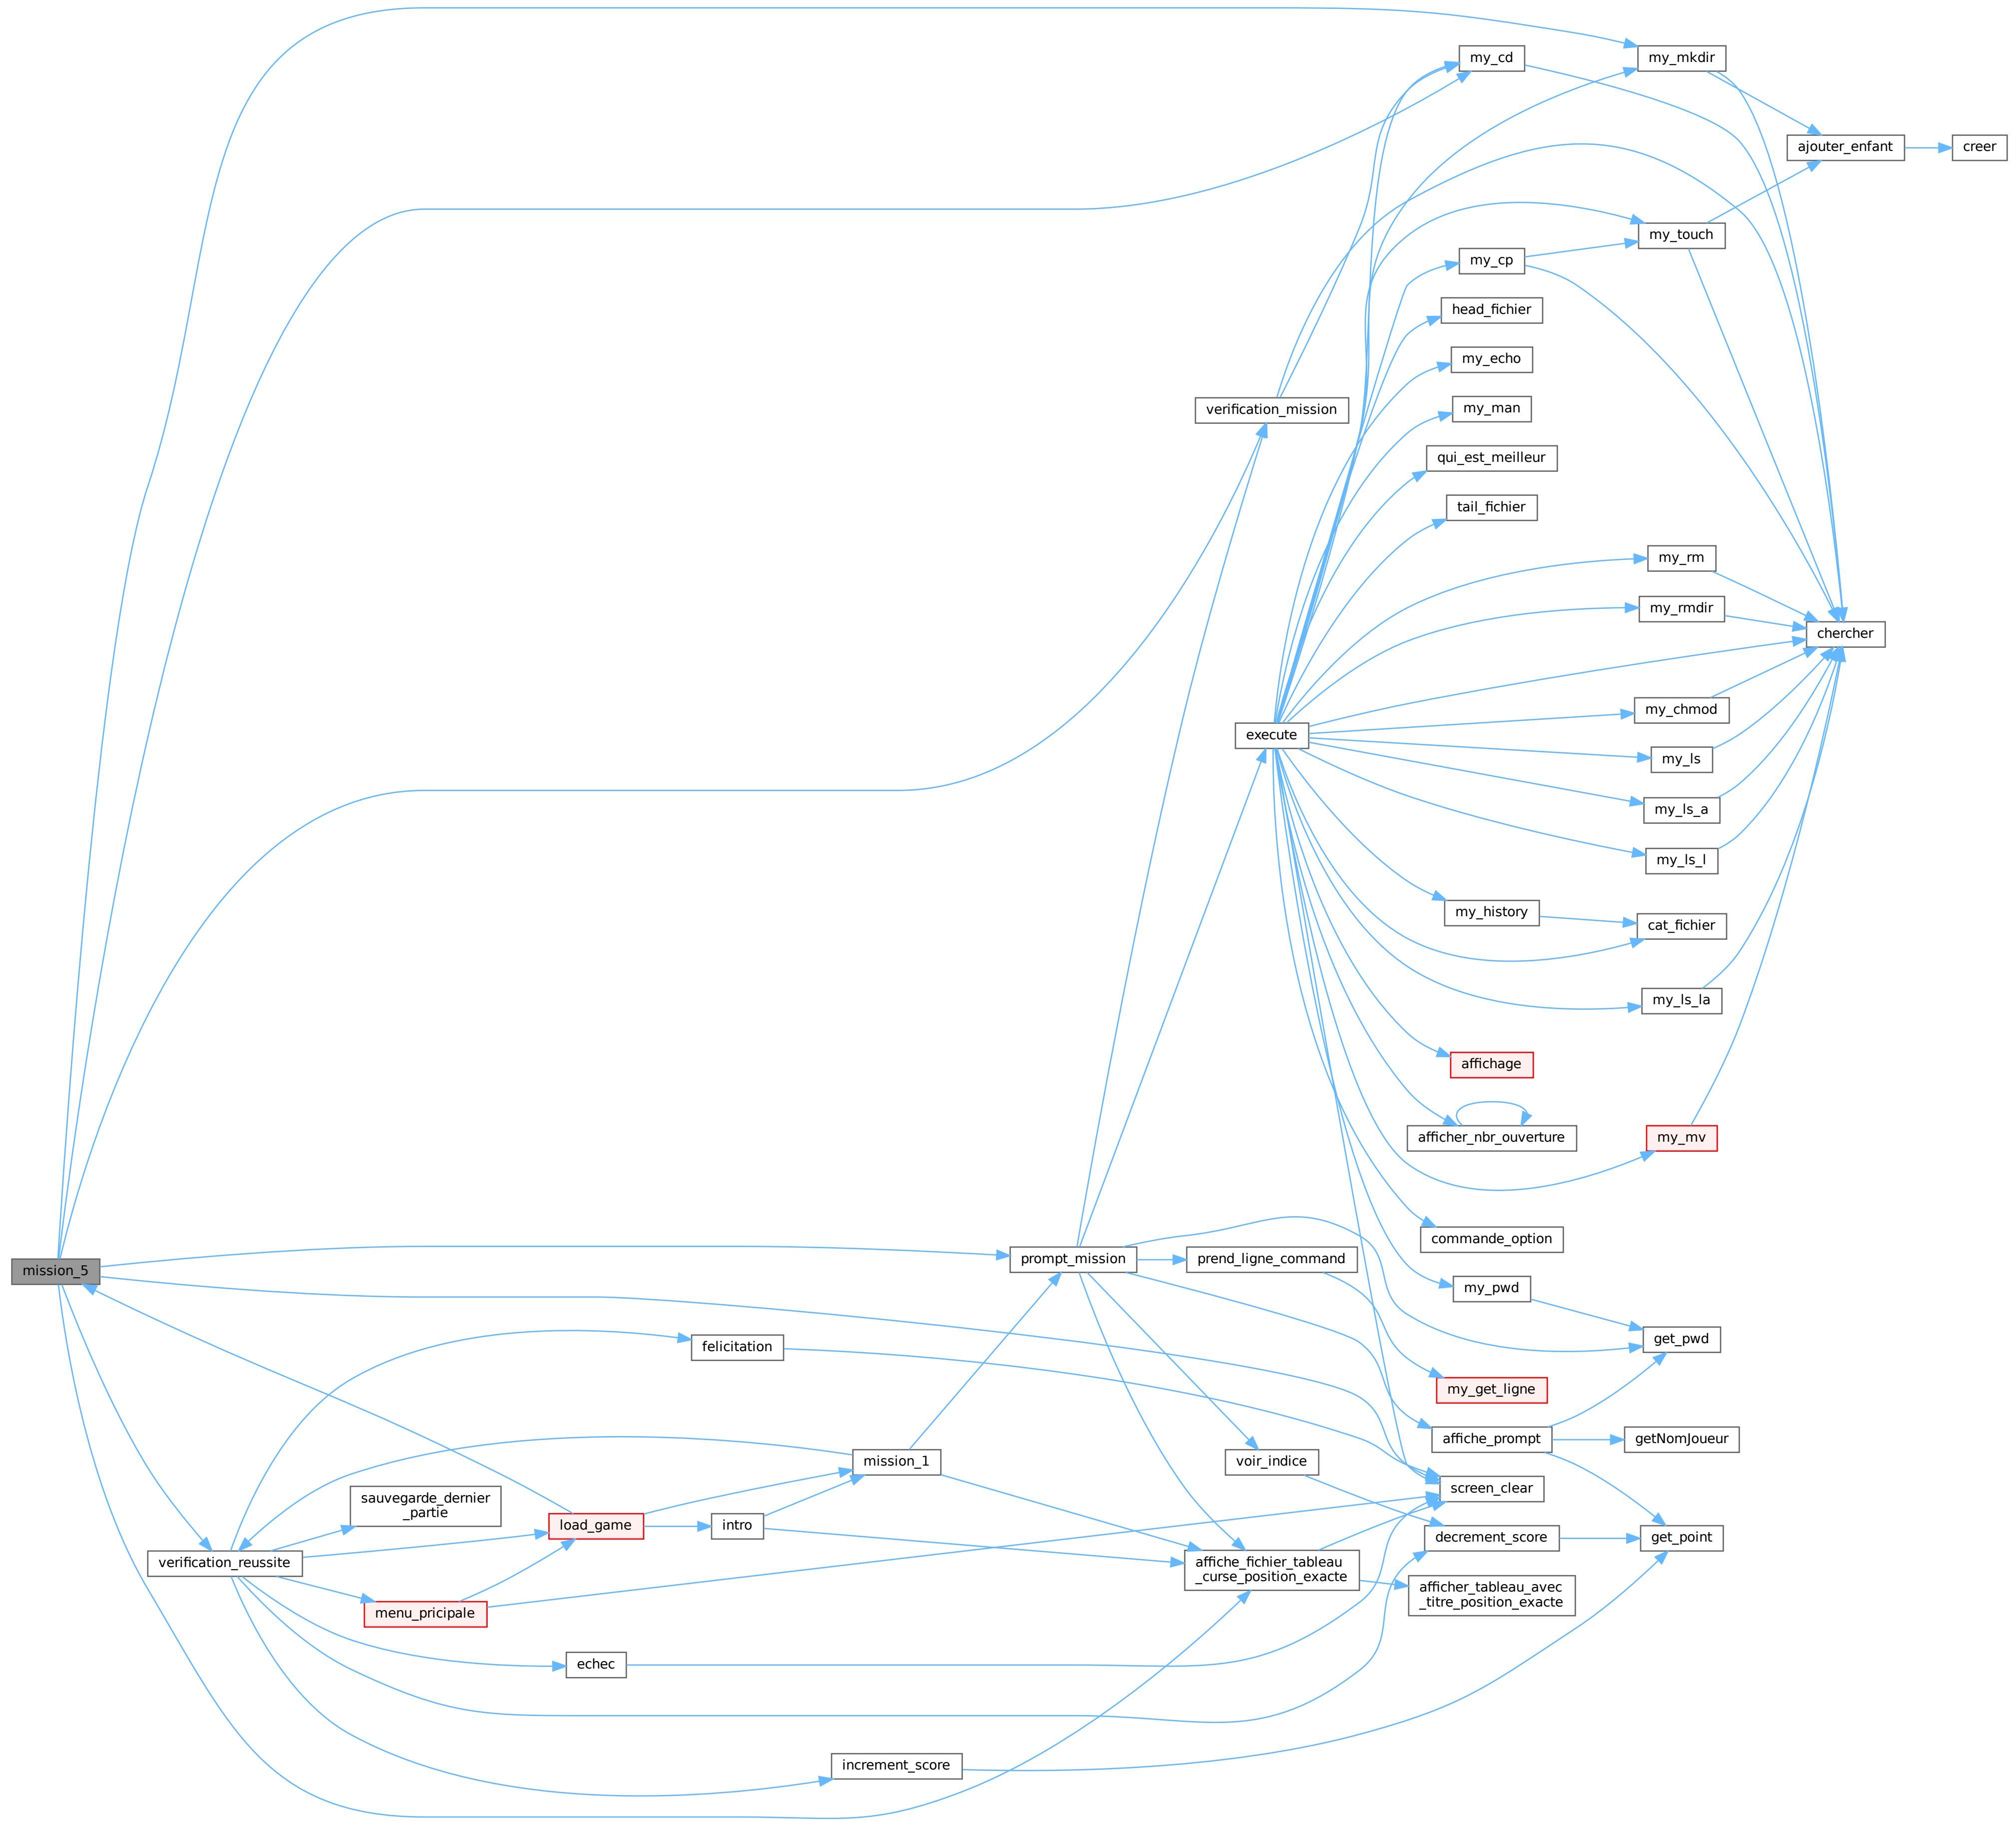 my_cd
my_mkdir
ajouter_enfant
creer
my_touch
my_cp
head_fichier
my_echo
my_man
verification_mission
qui_est_meilleur
tail_fichier
my_rm
my_rmdir
chercher
my_chmod
execute
my_ls
my_ls_a
my_ls_l
my_history
cat_fichier
my_ls_la
affichage
afficher_nbr_ouverture
my_mv
commande_option
mission_5
prompt_mission
prend_ligne_command
my_pwd
get_pwd
felicitation
my_get_ligne
affiche_prompt
getNomJoueur
mission_1
voir_indice
screen_clear
sauvegarde_dernier
_partie
load_game
intro
decrement_score
get_point
verification_reussite
affiche_fichier_tableau
_curse_position_exacte
afficher_tableau_avec
_titre_position_exacte
menu_pricipale
echec
increment_score